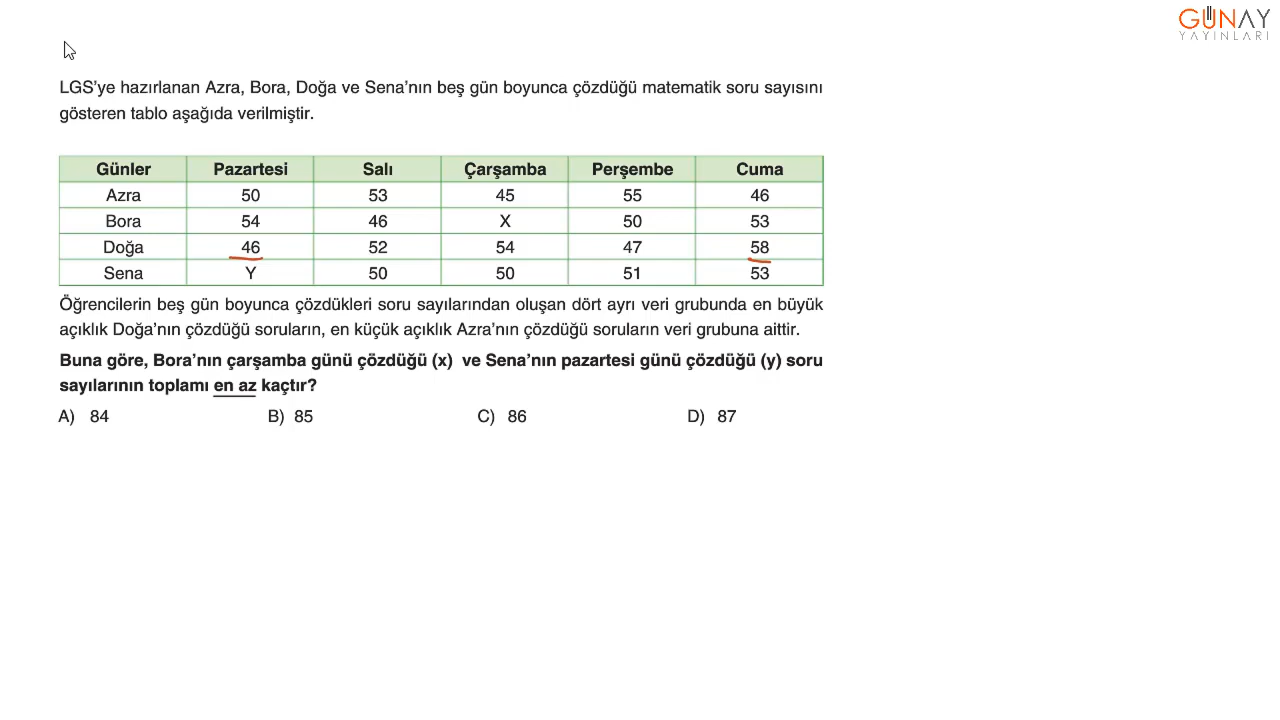 GÜNAY
YAYINLARI
LGS'ye hazırlanan Azra, Bora, Doğa ve Sena'nın beş gün boyunca çözdüğü matematik soru sayısını
gösteren tablo aşağıda verilmiştir.
Günler Pazartesi Salı Çarşamba Perşembe Cuma
Azra 50 53 45 55 46
Bora 54 46 X 50 53
Doğa 46 52 54 47 58
Sena Y 50 50 51 53
Öğrencilerin beş gün boyunca çözdükleri soru sayılarından oluşan dört ayrı veri grubunda en büyük
açıklık Doğa'nın çözdüğü soruların, en küçük açıklık Azra'nın çözdüğü soruların veri grubuna aittir.
Buna göre, Bora'nın çarşamba günü çözdüğü (x) ve Sena'nın pazartesi günü çözdüğü (y) soru
sayılarının toplamı en az kaçtır?
A) 84 B) 85 C) 86 D) 87